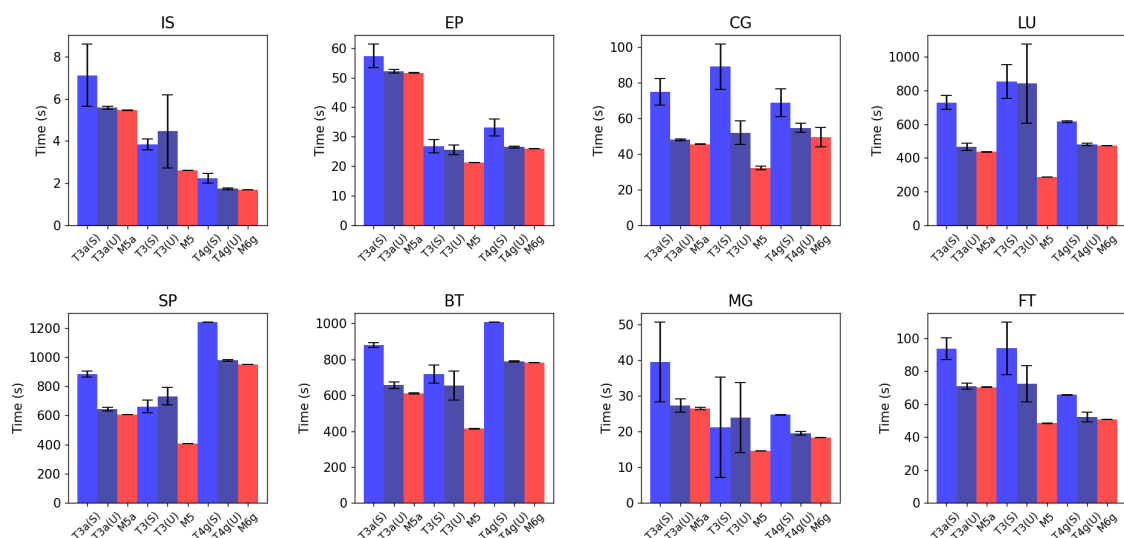 IS
Time (s)
8
6
4
2
0
T3a(S)
T3a(U)
M5a
T3(S)
T3(U)
M5
T4g(S)
T4g(U)
M6g
EP
Time (s)
60
50
40
30
20
10
0
T3a(S)
T3a(U)
M5a
T3(S)
T3(U)
M5
T4g(S)
T4g(U)
M6g
CG
Time (s)
100
80
60
40
20
0
T3a(S)
T3a(U)
M5a
T3(S)
T3(U)
M5
T4g(S)
T4g(U)
M6g
LU
Time (s)
1000
800
600
400
200
0
T3a(S)
T3a(U)
M5a
T3(S)
T3(U)
M5
T4g(S)
T4g(U)
M6g
SP
Time (s)
1200
1000
800
600
400
200
0
T3a(S)
T3a(U)
M5a
T3(S)
T3(U)
M5
T4g(S)
T4g(U)
M6g
BT
Time (s)
1000
800
600
400
200
0
T3a(S)
T3a(U)
M5a
T3(S)
T3(U)
M5
T4g(S)
T4g(U)
M6g
MG
Time (s)
50
40
30
20
10
0
T3a(S)
T3a(U)
M5a
T3(S)
T3(U)
M5
T4g(S)
T4g(U)
M6g
FT
Time (s)
100
80
60
40
20
0
T3a(S)
T3a(U)
M5a
T3(S)
T3(U)
M5
T4g(S)
T4g(U)
M6g